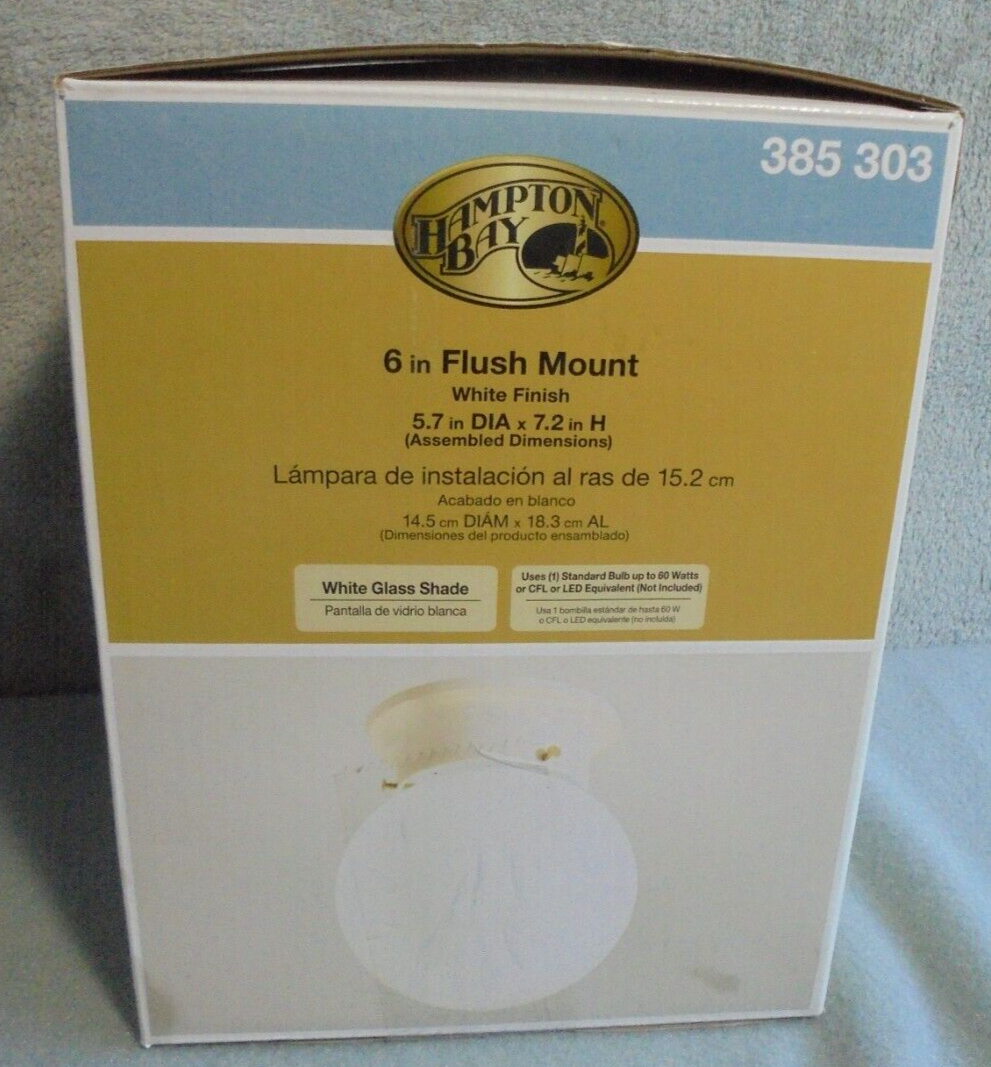 385 303
HAMPTON
BAY
6 in Flush Mount
White Finish
5.7 in DIA x 7.2 in H
(Assembled Dimensions)
Lámpara de instalación al ras de 15.2 cm
Acabado en blanco
14.5 cm DIÁM x 18.3 cm AL
(Dimensiones del producto ensamblado)
White Glass Shade
Pantalla de vidrio blanca
Uses (1) Standard Bulb up to 60 Watts
or CFL or LED Equivalent (Not Included)
Usa 1 bombilla estándar de hasta 60 W
o CFL o LED equivalente (no incluida)